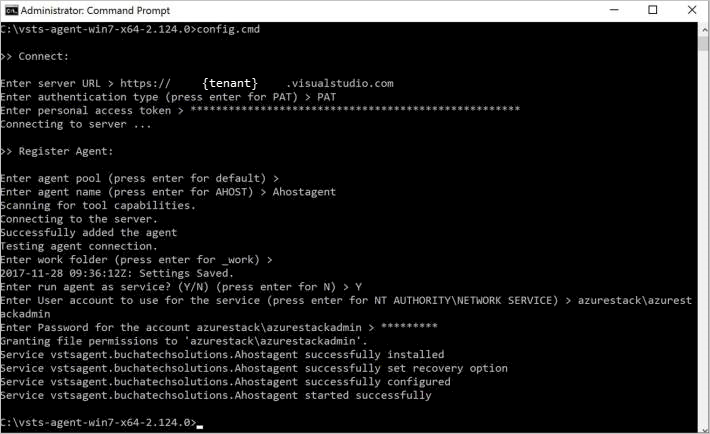 Administrator: Command Prompt
C:\vsts-agent-win7-x64-2.124.0>config.cmd
>> Connect:
Enter server URL > https:// {tenant} .visualstudio.com
Enter authentication type (press enter for PAT) > PAT
Enter personal access token > ****************************************************
Connecting to server ...
>> Register Agent:
Enter agent pool (press enter for default) >
Enter agent name (press enter for AHOST) > Ahostagent
Scanning for tool capabilities.
Connecting to the server.
Successfully added the agent
Testing agent connection.
Enter work folder (press enter for _work) >
2017-11-28 09:36:12Z: Settings Saved.
Enter run agent as service? (Y/N) (press enter for N) > Y
Enter User account to use for the service (press enter for NT AUTHORITY\NETWORK SERVICE) > azurestack\azurest
ackadmin
Enter Password for the account azurestack\azurestackadmin > *********
Granting file permissions to 'azurestack\azurestackadmin'.
Service vstsagent.buchatechsolutions.Ahostagent successfully installed
Service vstsagent.buchatechsolutions.Ahostagent successfully set recovery option
Service vstsagent.buchatechsolutions.Ahostagent successfully configured
Service vstsagent.buchatechsolutions.Ahostagent started successfully
C:\vsts-agent-win7-x64-2.124.0>